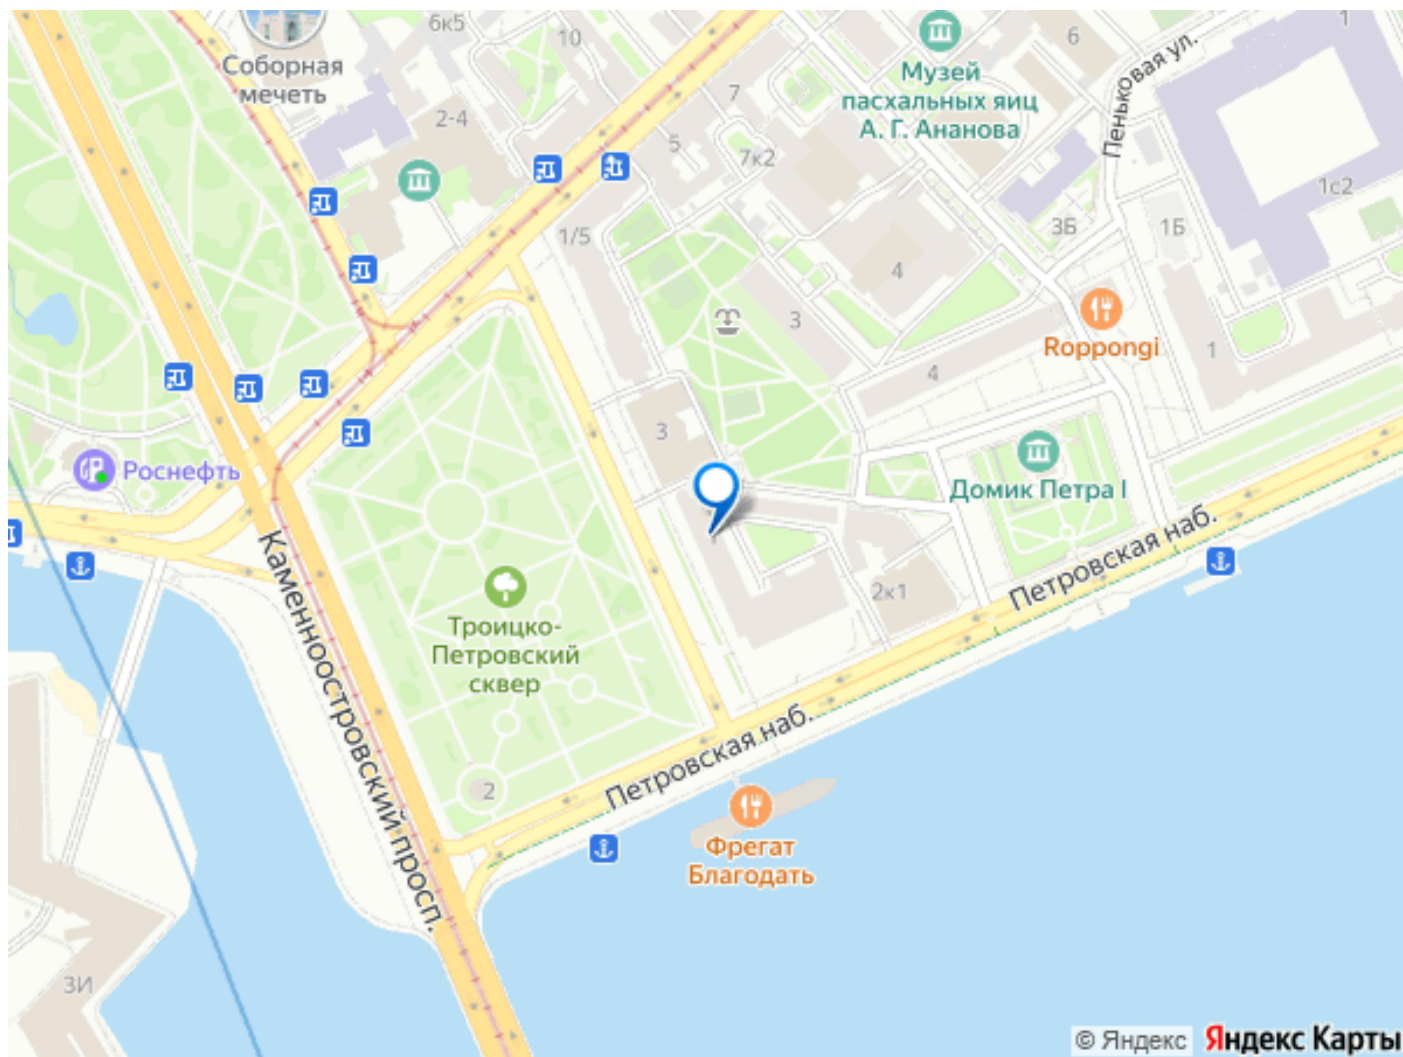 6к5
10
Соборная
мечеть
Музей
пасхальных яиц
А. Г. Ананова
6
1
Пеньковая ул.
2-4
7
5
7к2
1с2
3Б
1Б
1/5
4
3
Roppongi
4
1
3
Роснефть
Домик Петра I
Петровская наб.
2к1
Троицко-
Петровский
сквер
Каменноостровский просп.
Петровская наб.
2
Фрегат
Благодать
3И
© Яндекс
Яндекс Карты